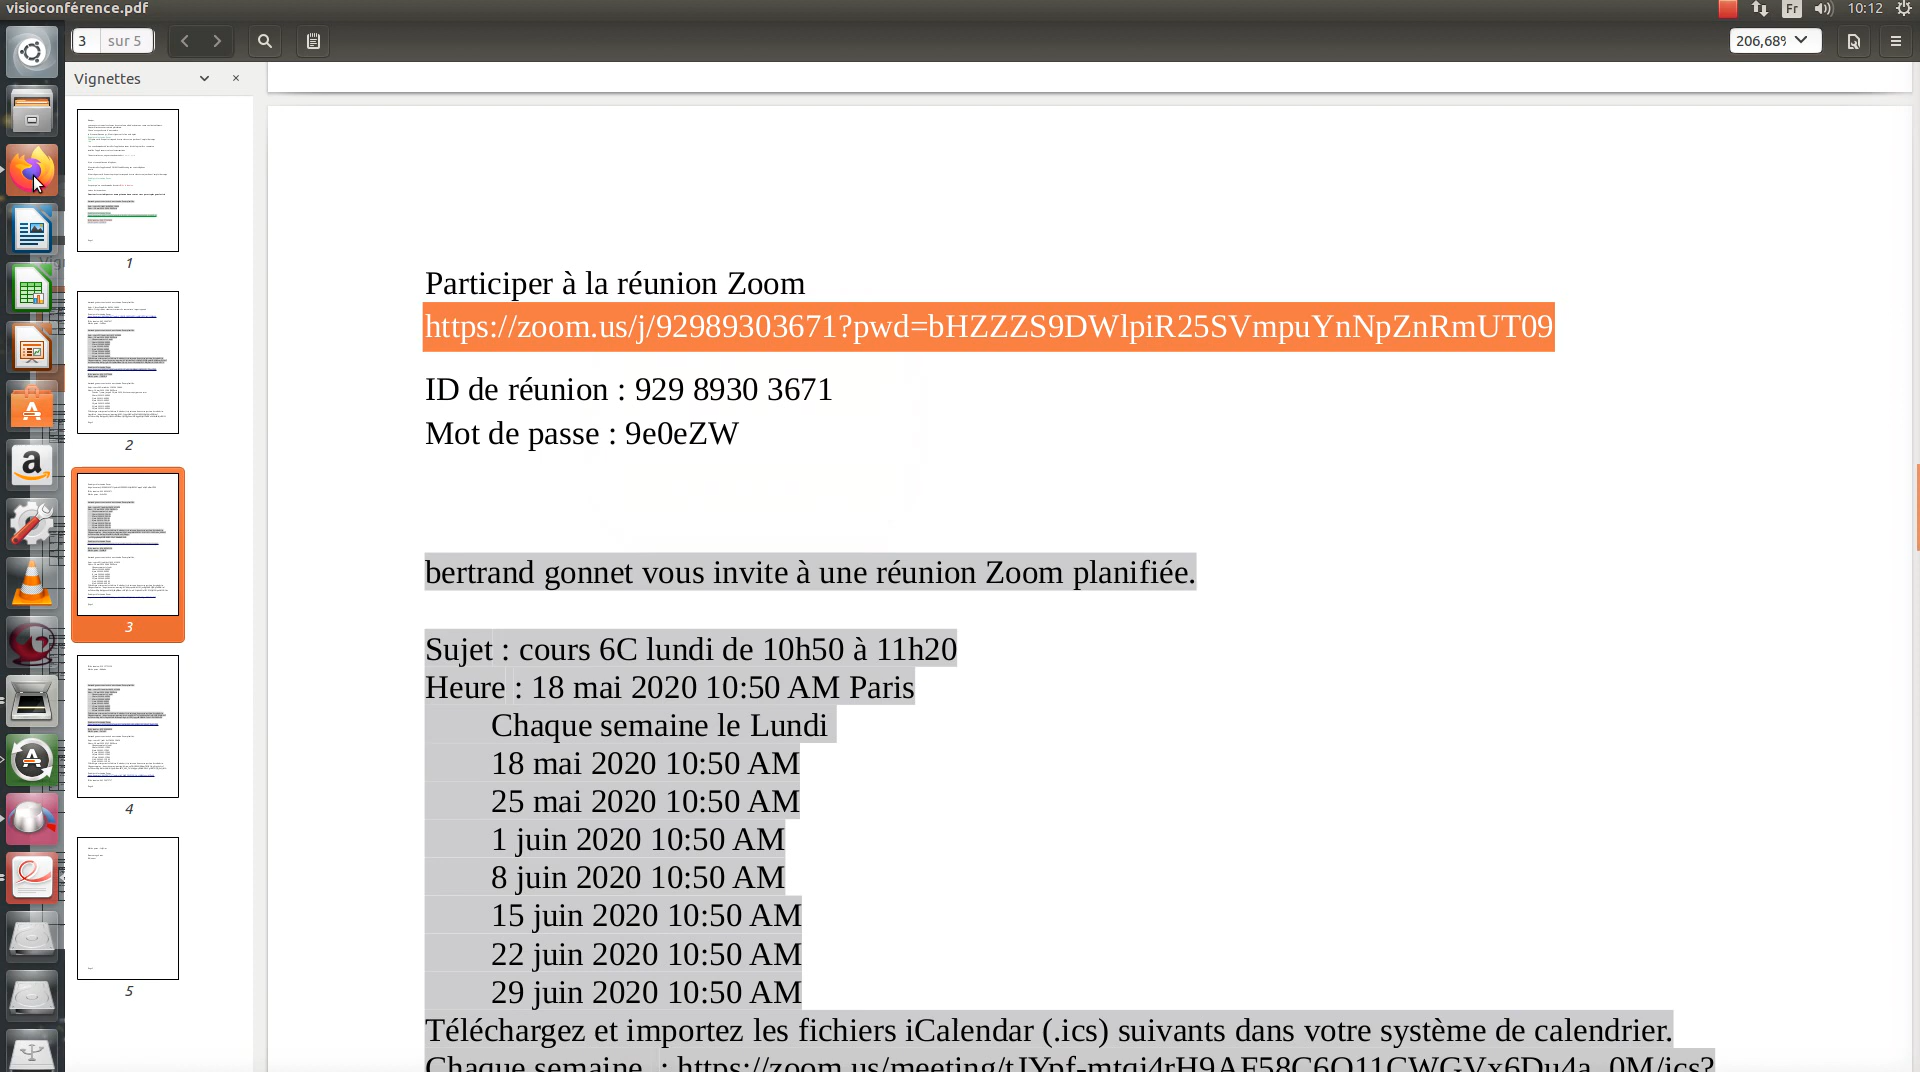 visioconférence.pdf
Fr
10:12
3
sur 5
206,68%
Vignettes
1
2
3
4
5
Participer à la réunion Zoom
https://zoom.us/j/92989303671?pwd=bHZZZS9DWlpiR25SVmpuYnNpZnRmUT09
ID de réunion : 929 8930 3671
Mot de passe : 9e0eZW
bertrand gonnet vous invite à une réunion Zoom planifiée.
Sujet : cours 6C lundi de 10h50 à 11h20
Heure : 18 mai 2020 10:50 AM Paris
Chaque semaine le Lundi
18 mai 2020 10:50 AM
25 mai 2020 10:50 AM
1 juin 2020 10:50 AM
8 juin 2020 10:50 AM
15 juin 2020 10:50 AM
22 juin 2020 10:50 AM
29 juin 2020 10:50 AM
Téléchargez et importez les fichiers iCalendar (.ics) suivants dans votre système de calendrier.
Chaque semaine :